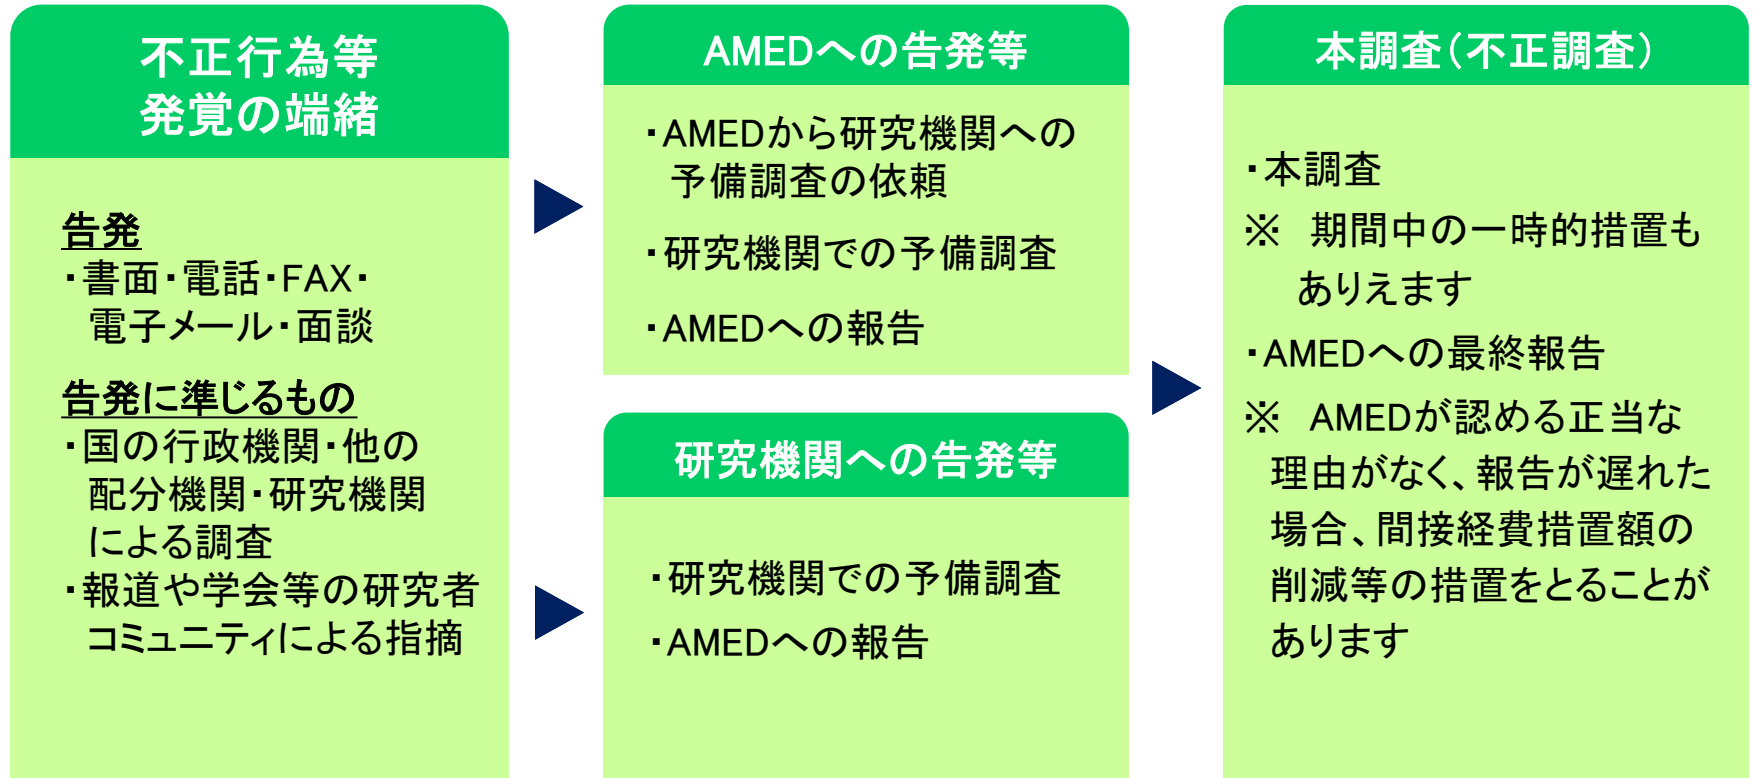 不正行為等
発覚の端緒
告発
・書面・電話・FAX・
電子メール・面談
告発に準じるもの
・国の行政機関・他の
配分機関・研究機関
による調査
・報道や学会等の研究者
コミュニティによる指摘
AMEDへの告発等
・AMEDから研究機関への
予備調査の依頼
・研究機関での予備調査
・AMEDへの報告
研究機関への告発等
・研究機関での予備調査
・AMEDへの報告
本調査（不正調査）
・本調査
※　期間中の一時的措置も
ありえます
・AMEDへの最終報告
※　AMEDが認める正当な
理由がなく、報告が遅れた
場合、間接経費措置額の
削減等の措置をとることが
あります